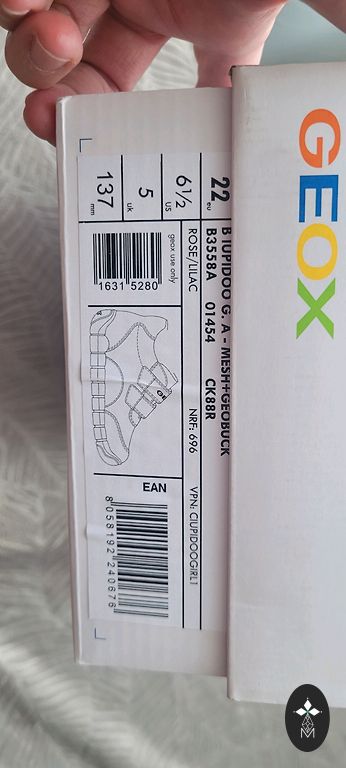 GEOX
22 eu
6½ US
5 uk
137 mm
B IUPIDOO G. A - MESH+GEOBUCK
B3558A 01454 CK88R
ROSE/LILAC
NRF: 696 VPN: CIUPIDOOGIRL1
geox use only
1631 5280
EAN
8 058192 240676
M